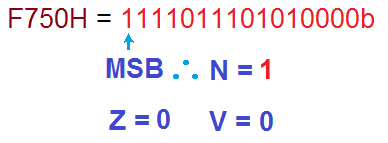 F750H = 1111011101010000b
MSB ∴ N = 1
Z = 0 V = 0